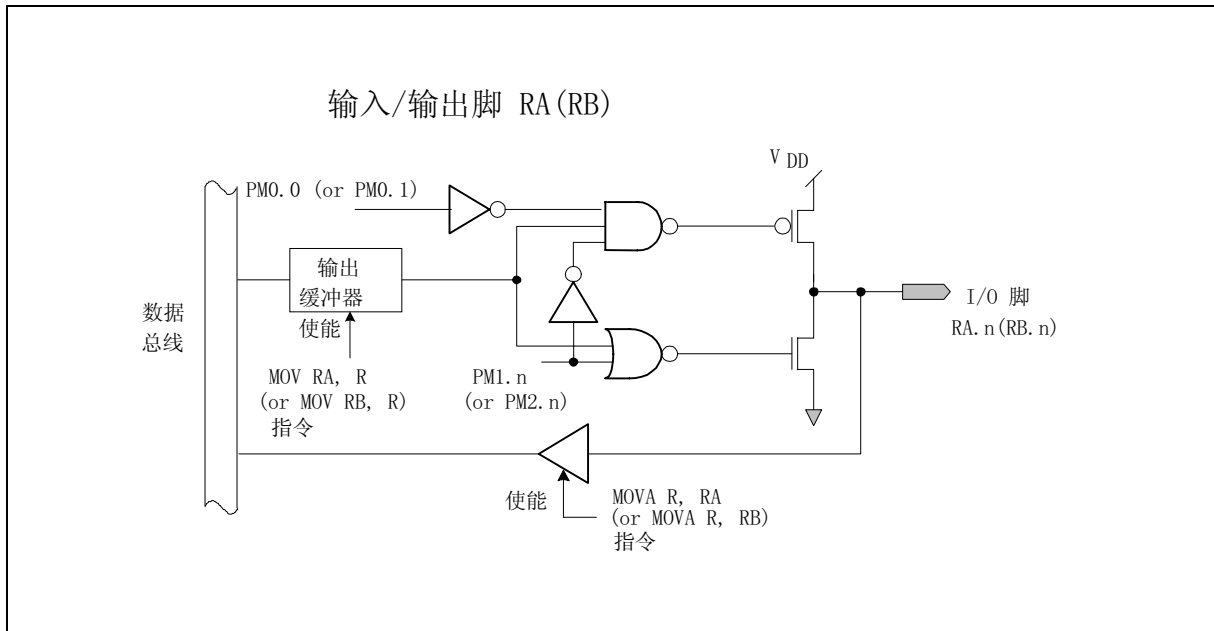 输入/输出脚 RA(RB)
V DD
PM0.0 (or PM0.1)
输出
缓冲器
使能
数据
总线
I/O 脚
RA.n(RB.n)
MOV RA, R
(or MOV RB, R)
指令
PM1.n
(or PM2.n)
使能
MOVA R, RA
(or MOVA R, RB)
指令